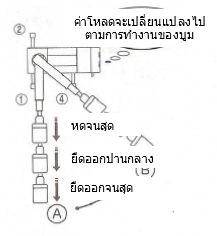 ค่าโหลดจะเปลี่ยนแปลงไป
ตามการทำงานของบูม
②
①
④
หดจนสุด
ยืดออกปานกลาง
(B)
ยืดออกจนสุด
A